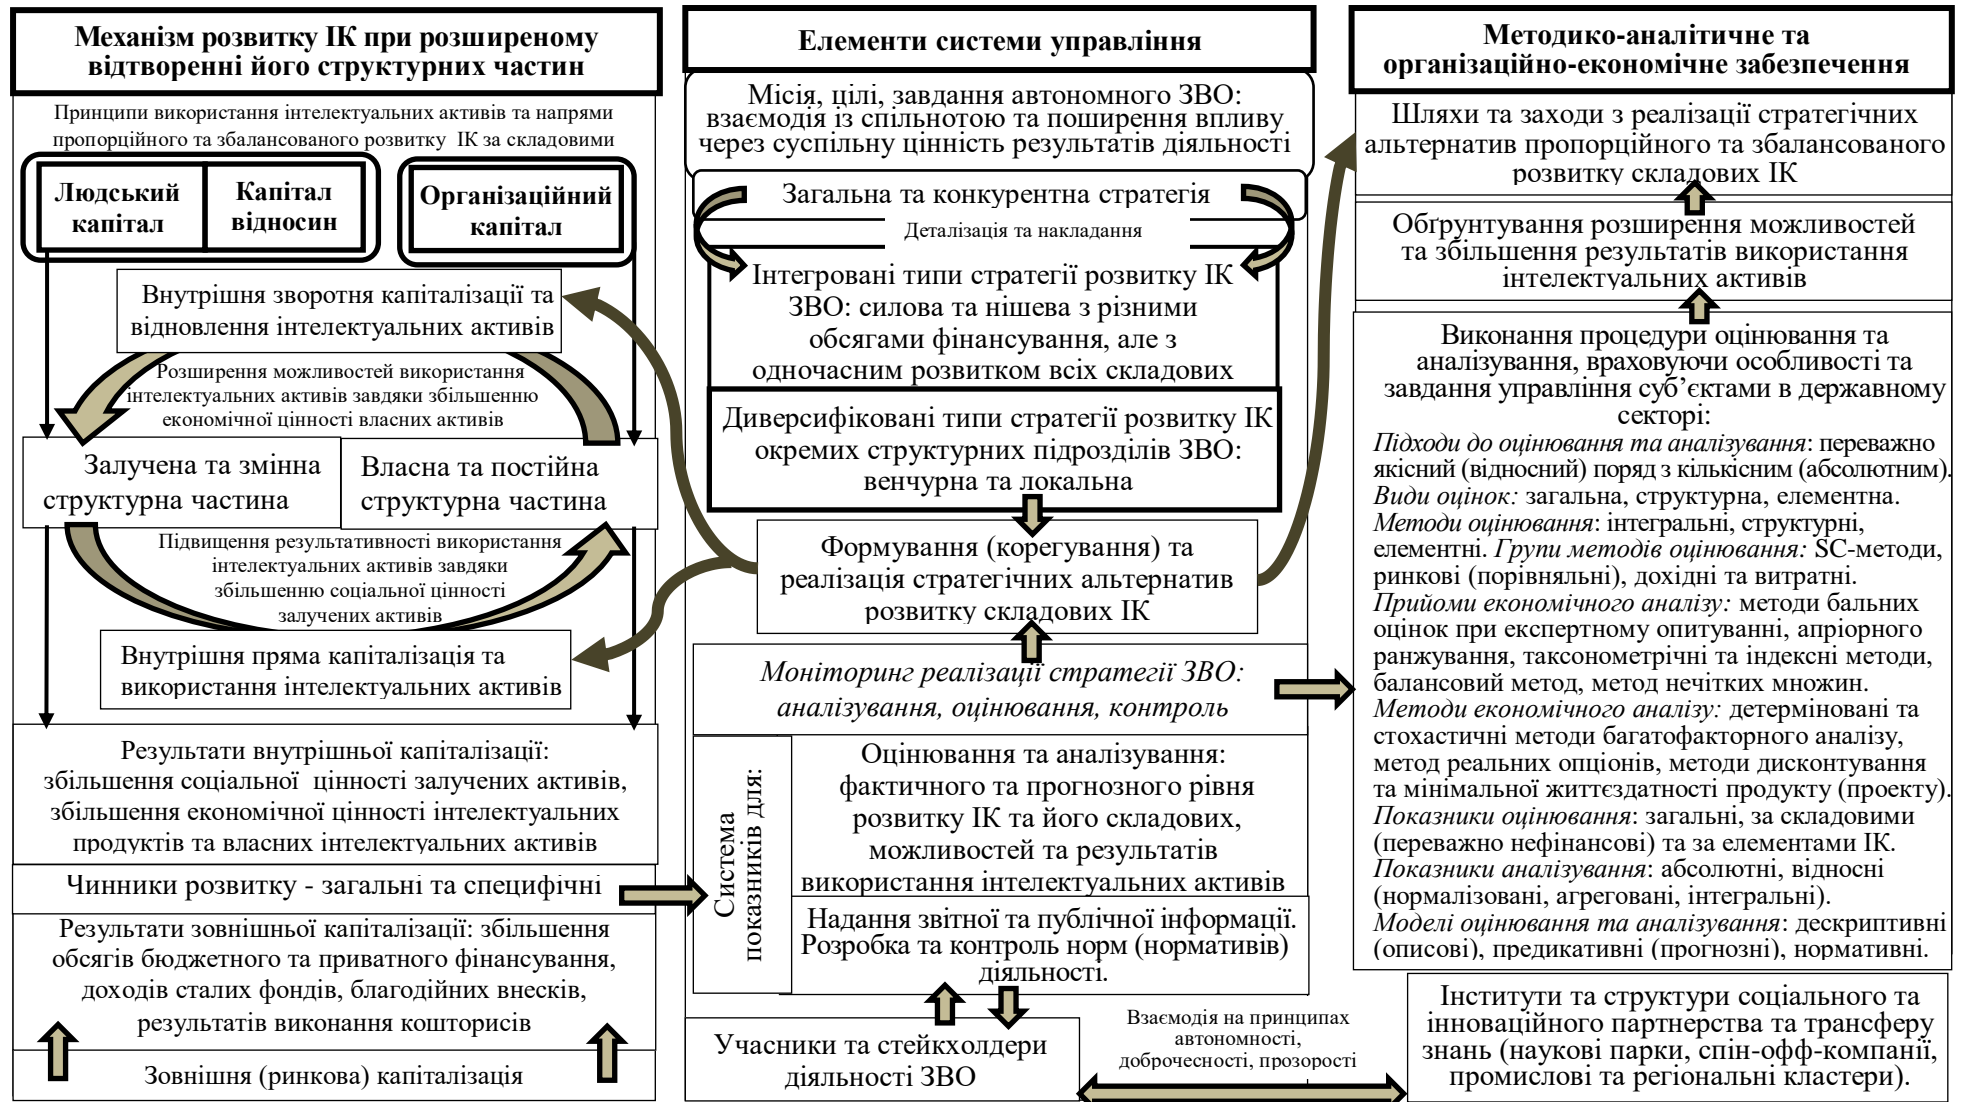 Механізм розвитку ІК при розширеному
відтворенні його структурних частин
Принципи використання інтелектуальних активів та напрями
пропорційного та збалансованого розвитку ІК за складовими
Людський
капітал
Капітал
відносин
Організаційний
капітал
Внутрішня зворотня капіталізації та
відновлення інтелектуальних активів
Розширення можливостей використання
інтелектуальних активів завдяки збільшенню
економічної цінності власних активів
Залучена та змінна
структурна частина
Власна та постійна
структурна частина
Підвищення результативності використання
інтелектуальних активів завдяки
збільшенню соціальної цінності
залучених активів
Внутрішня пряма капіталізація та
використання інтелектуальних активів
Результати внутрішньої капіталізації:
збільшення соціальної цінності залучених активів,
збільшення економічної цінності інтелектуальних
продуктів та власних інтелектуальних активів
Чинники розвитку - загальні та специфічні
Результати зовнішньої капіталізації: збільшення
обсягів бюджетного та приватного фінансування,
доходів сталих фондів, благодійних внесків,
результатів виконання кошторисів
Зовнішня (ринкова) капіталізація
Елементи системи управління
Місія, цілі, завдання автономного ЗВО:
взаємодія із спільнотою та поширення впливу
через суспільну цінність результатів діяльності
Загальна та конкурентна стратегія
Деталізація та накладання
Інтегровані типи стратегії розвитку ІК
ЗВО: силова та нішева з різними
обсягами фінансування, але з
одночасним розвитком всіх складових
Диверсифіковані типи стратегії розвитку ІК
окремих структурних підрозділів ЗВО:
венчурна та локальна
Формування (корегування) та
реалізація стратегічних альтернатив
розвитку складових ІК
Моніторинг реалізації стратегії ЗВО:
аналізування, оцінювання, контроль
Система
показників для:
Оцінювання та аналізування:
фактичного та прогнозного рівня
розвитку ІК та його складових,
можливостей та результатів
використання інтелектуальних активів
Надання звітної та публічної інформації.
Розробка та контроль норм (нормативів)
діяльності.
Учасники та стейкхолдери
діяльності ЗВО
Взаємодія на принципах
автономності,
доброчесності, прозорості
Методико-аналітичне та
організаційно-економічне забезпечення
Шляхи та заходи з реалізації стратегічних
альтернатив пропорційного та збалансованого
розвитку складових ІК
Обґрунтування розширення можливостей
та збільшення результатів використання
інтелектуальних активів
Виконання процедури оцінювання та
аналізування, враховуючи особливості та
завдання управління суб’єктами в державному
секторі:
Підходи до оцінювання та аналізування: переважно
якісний (відносний) поряд з кількісним (абсолютним).
Види оцінок: загальна, структурна, елементна.
Методи оцінювання: інтегральні, структурні,
елементні. Групи методів оцінювання: SC-методи,
ринкові (порівняльні), дохідні та витратні.
Прийоми економічного аналізу: методи бальних
оцінок при експертному опитуванні, апріорного
ранжування, таксонометрічні та індексні методи,
балансовий метод, метод нечітких множин.
Методи економічного аналізу: детерміновані та
стохастичні методи багатофакторного аналізу,
метод реальних опціонів, методи дисконтування
та мінімальної життєздатності продукту (проекту).
Показники оцінювання: загальні, за складовими
(переважно нефінансові) та за елементами ІК.
Показники аналізування: абсолютні, відносні
(нормалізовані, агреговані, інтегральні).
Моделі оцінювання та аналізування: дескриптивні
(описові), предикативні (прогнозні), нормативні.
Інститути та структури соціального та
інноваційного партнерства та трансферу
знань (наукові парки, спін-офф-компанії,
промислові та регіональні кластери).